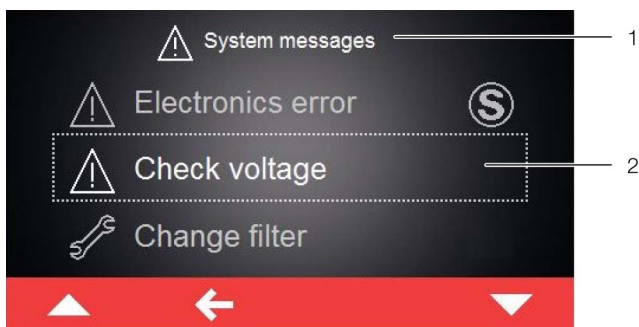 System messages
1
Electronics error S
Check voltage
2
Change filter